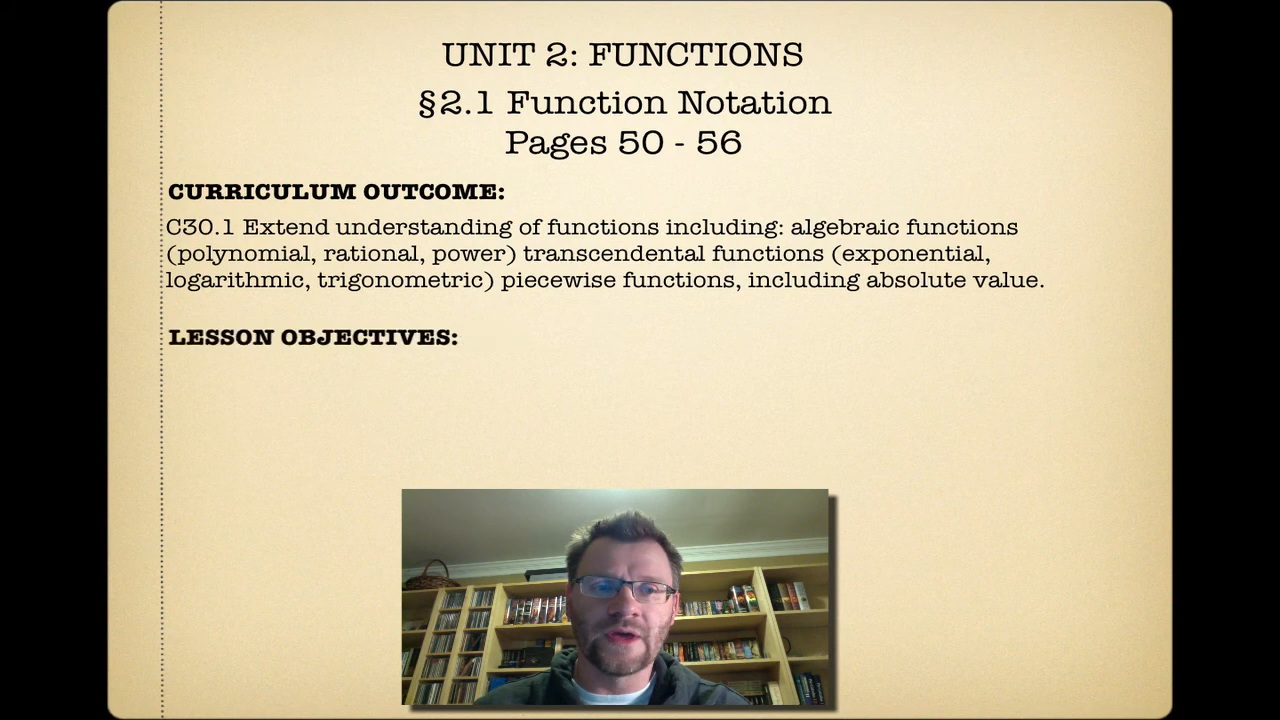 UNIT 2: FUNCTIONS
§2.1 Function Notation
Pages 50 - 56
CURRICULUM OUTCOME:
C30.1 Extend understanding of functions including: algebraic functions
(polynomial, rational, power) transcendental functions (exponential,
logarithmic, trigonometric) piecewise functions, including absolute value.
LESSON OBJECTIVES: